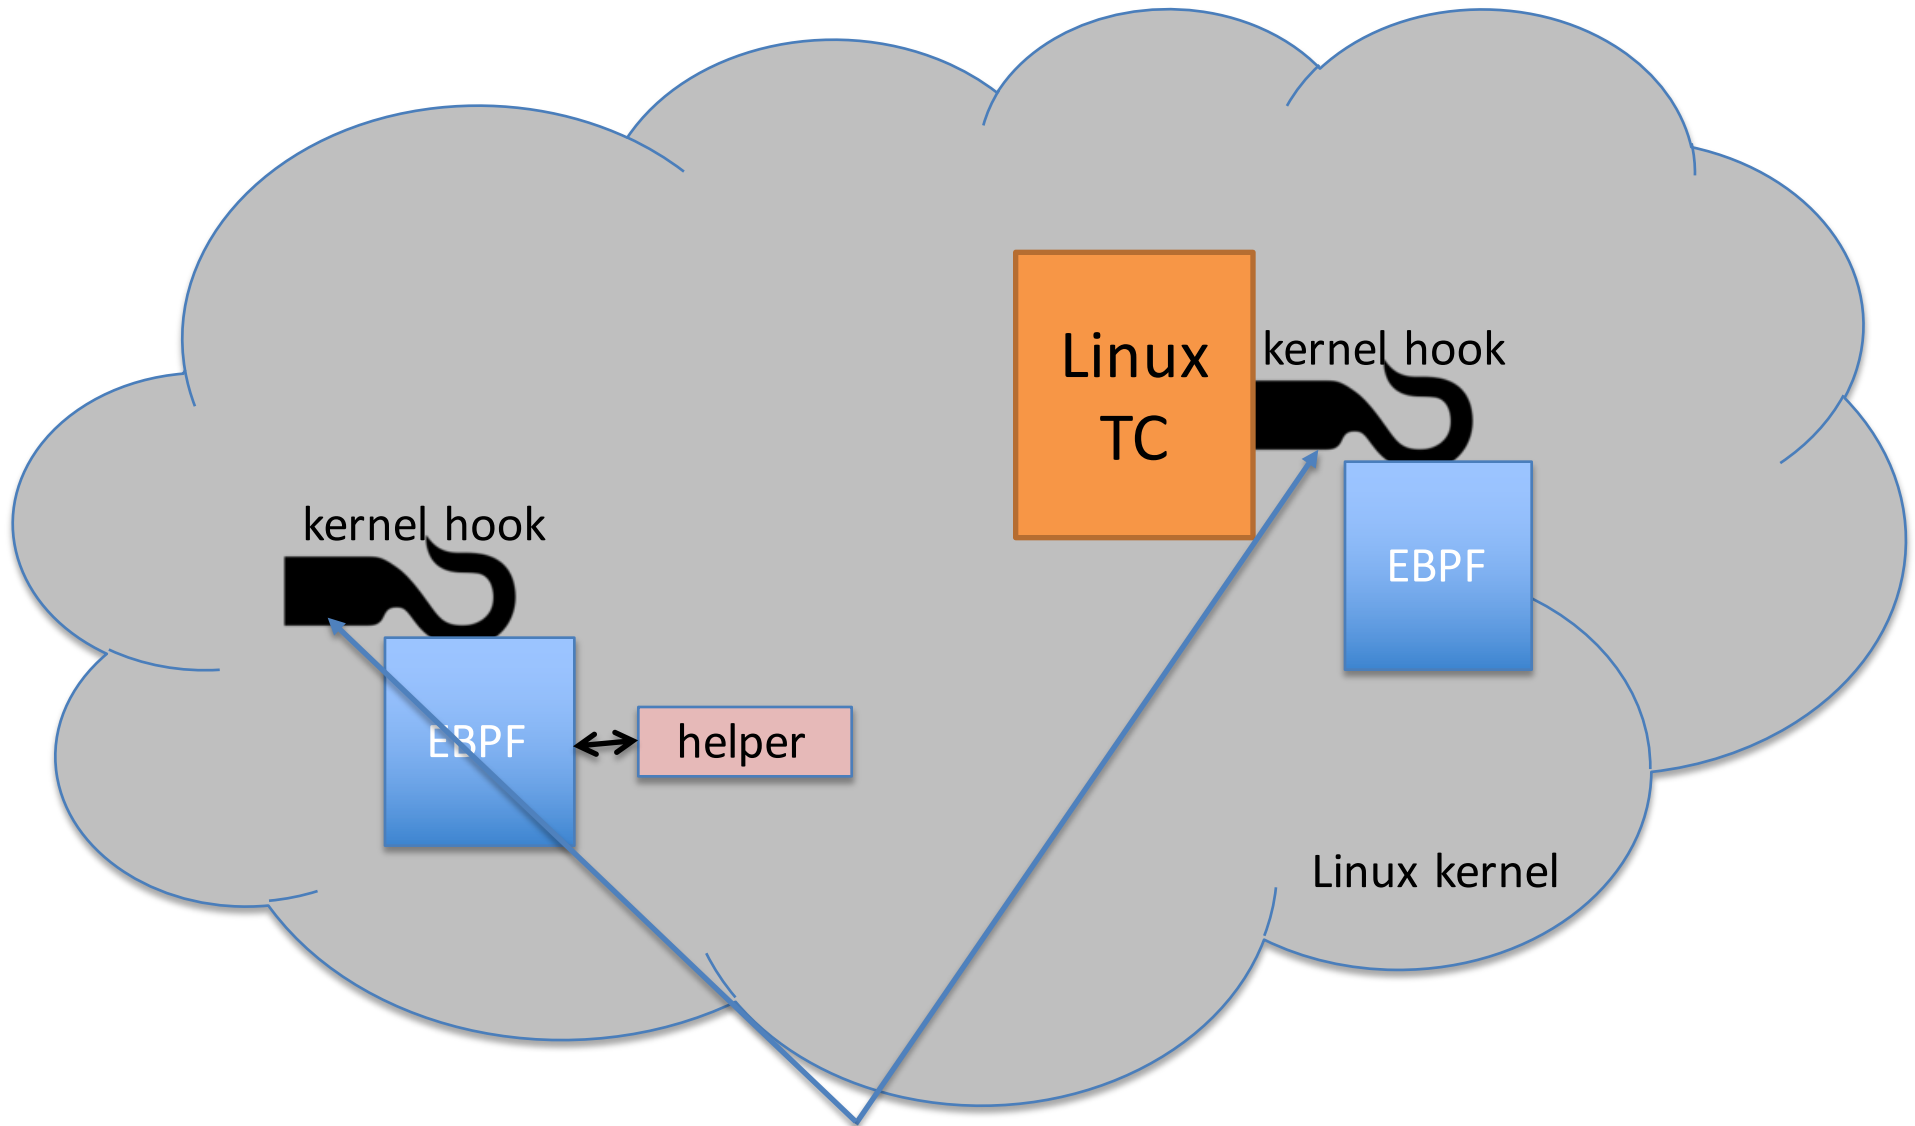 Linux
TC
kernel hook
EBPF
kernel hook
EBPF
helper
Linux kernel